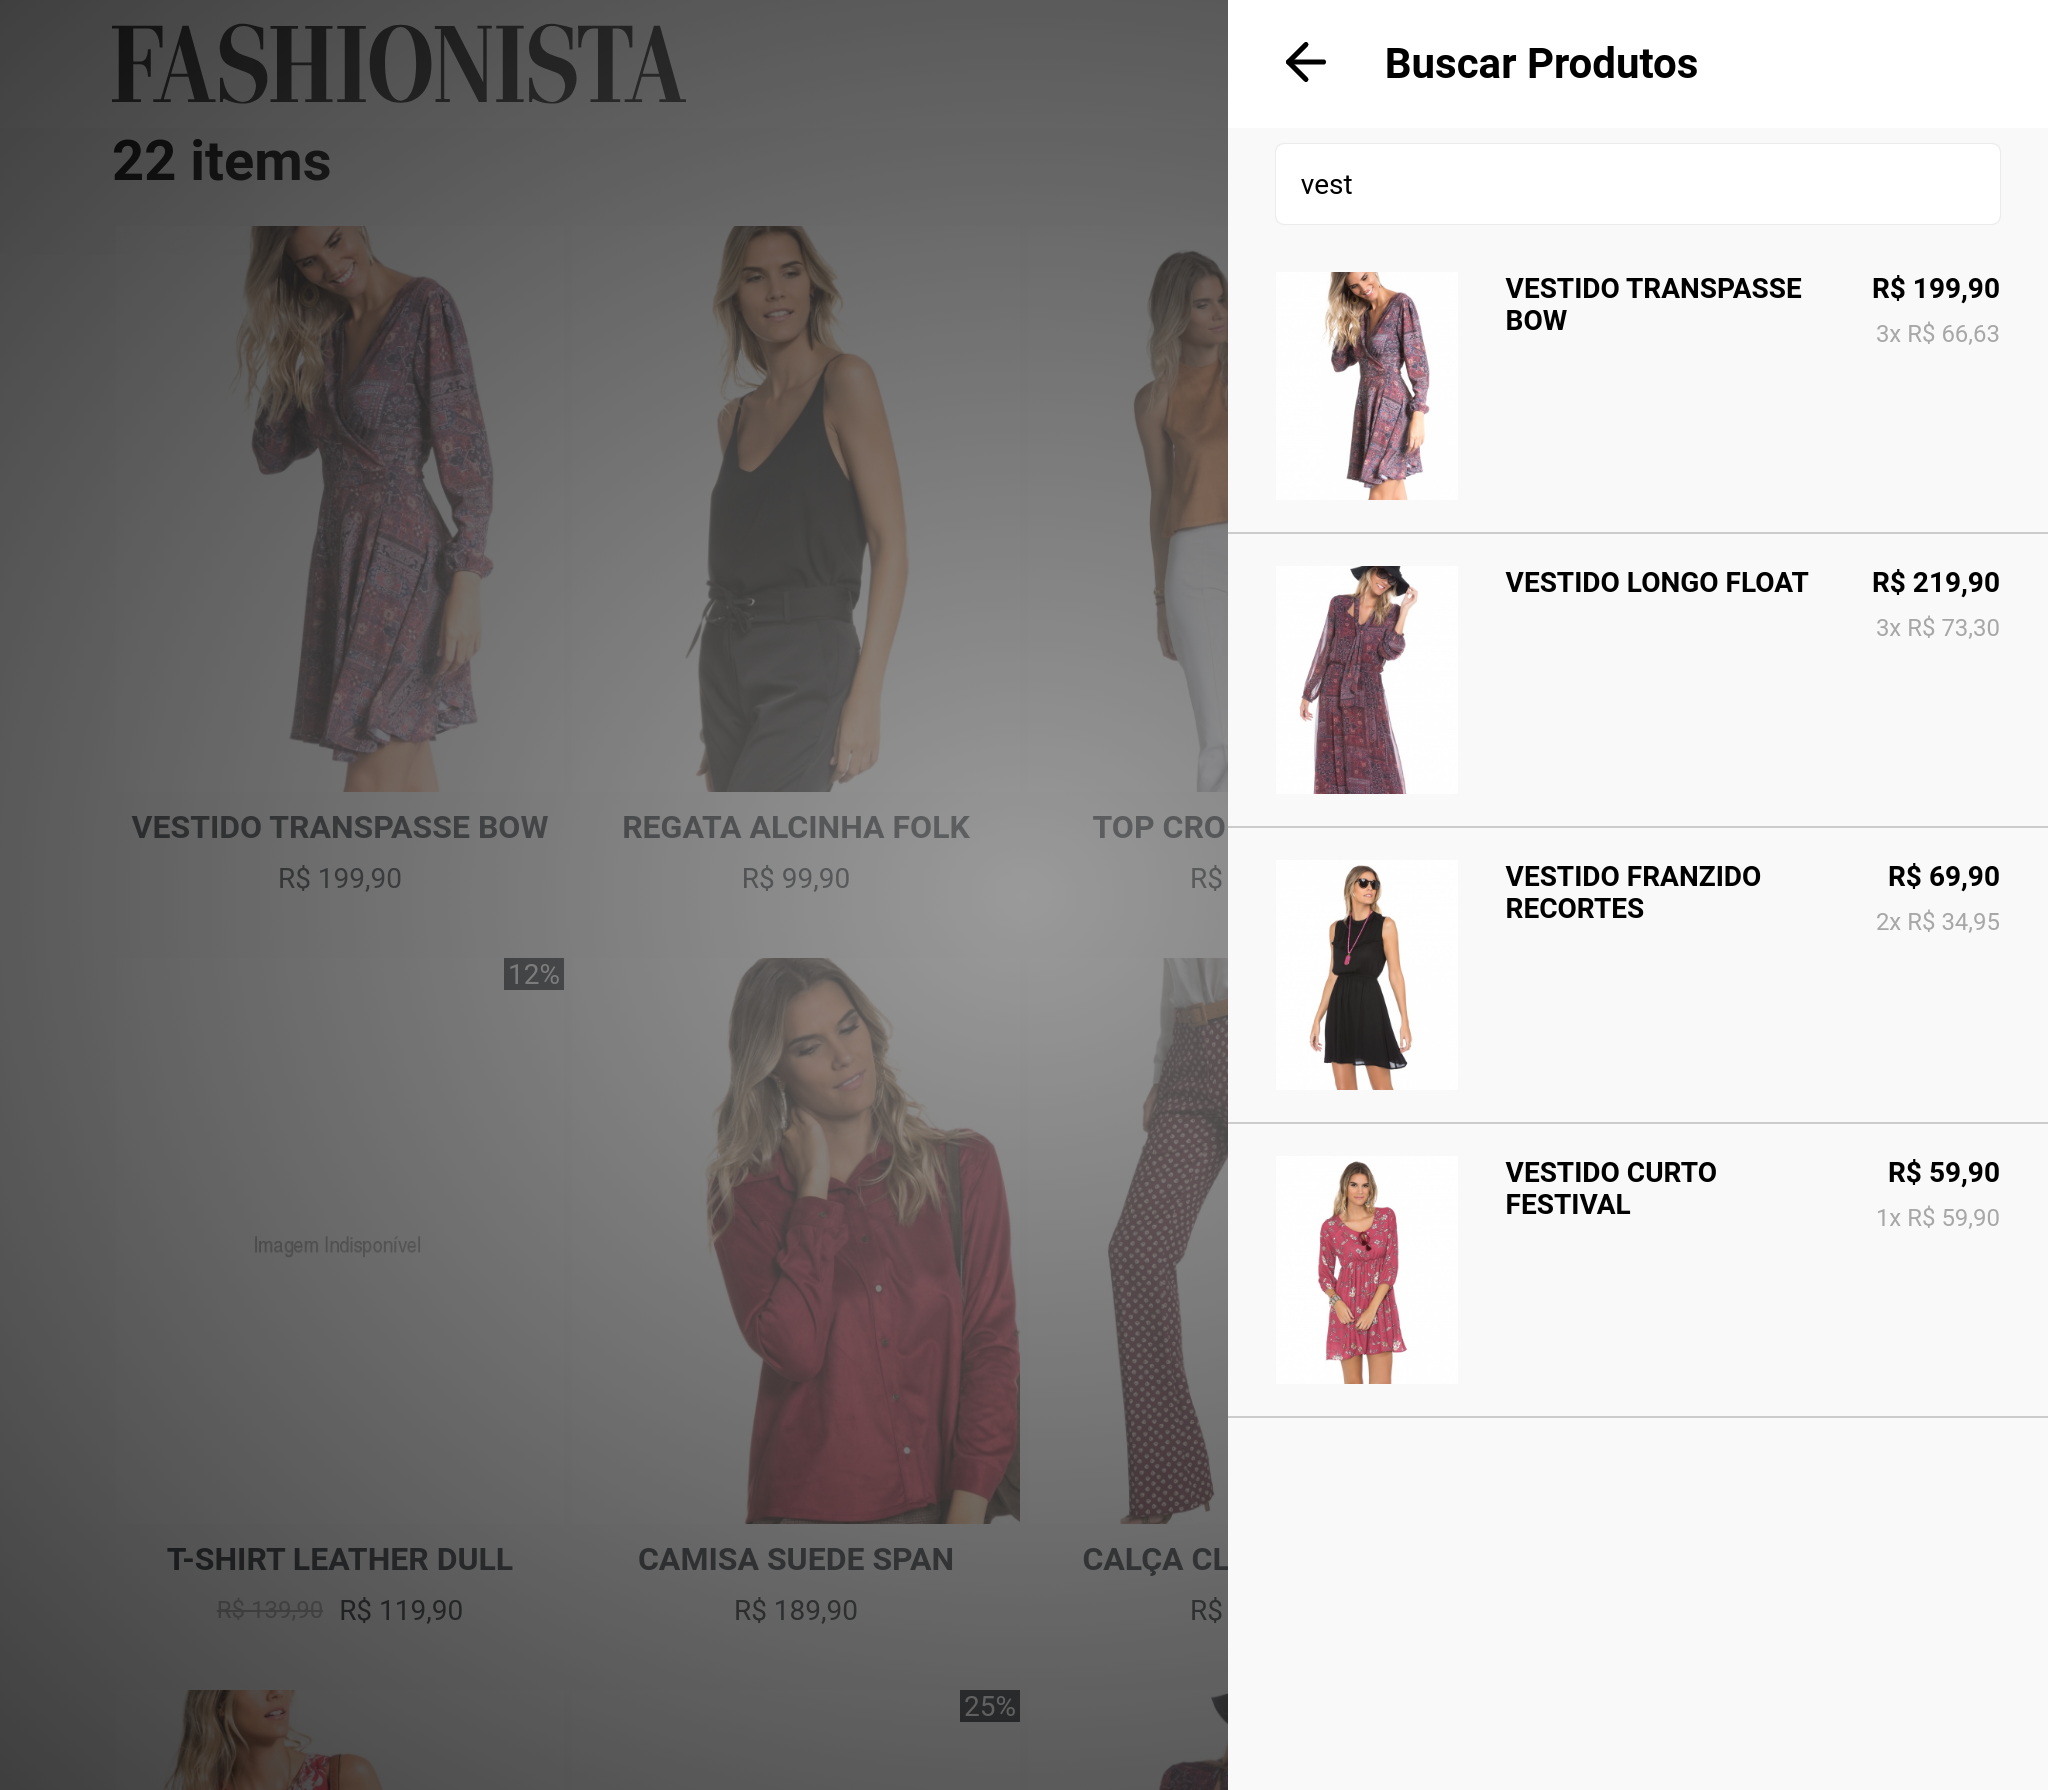 FASHIONISTA
22 items
VESTIDO TRANSPASSE BOW
R$ 199,90
REGATA ALCINHA FOLK
R$ 99,90
TOP CRO
R$
12%
Imagem Indisponível
T-SHIRT LEATHER DULL
R$ 139,90 R$ 119,90
CAMISA SUEDE SPAN
R$ 189,90
CALÇA CL
R$
25%
Buscar Produtos
vest
VESTIDO TRANSPASSE
BOW
R$ 199,90
3x R$ 66,63
VESTIDO LONGO FLOAT
R$ 219,90
3x R$ 73,30
VESTIDO FRANZIDO
RECORTES
R$ 69,90
2x R$ 34,95
VESTIDO CURTO
FESTIVAL
R$ 59,90
1x R$ 59,90